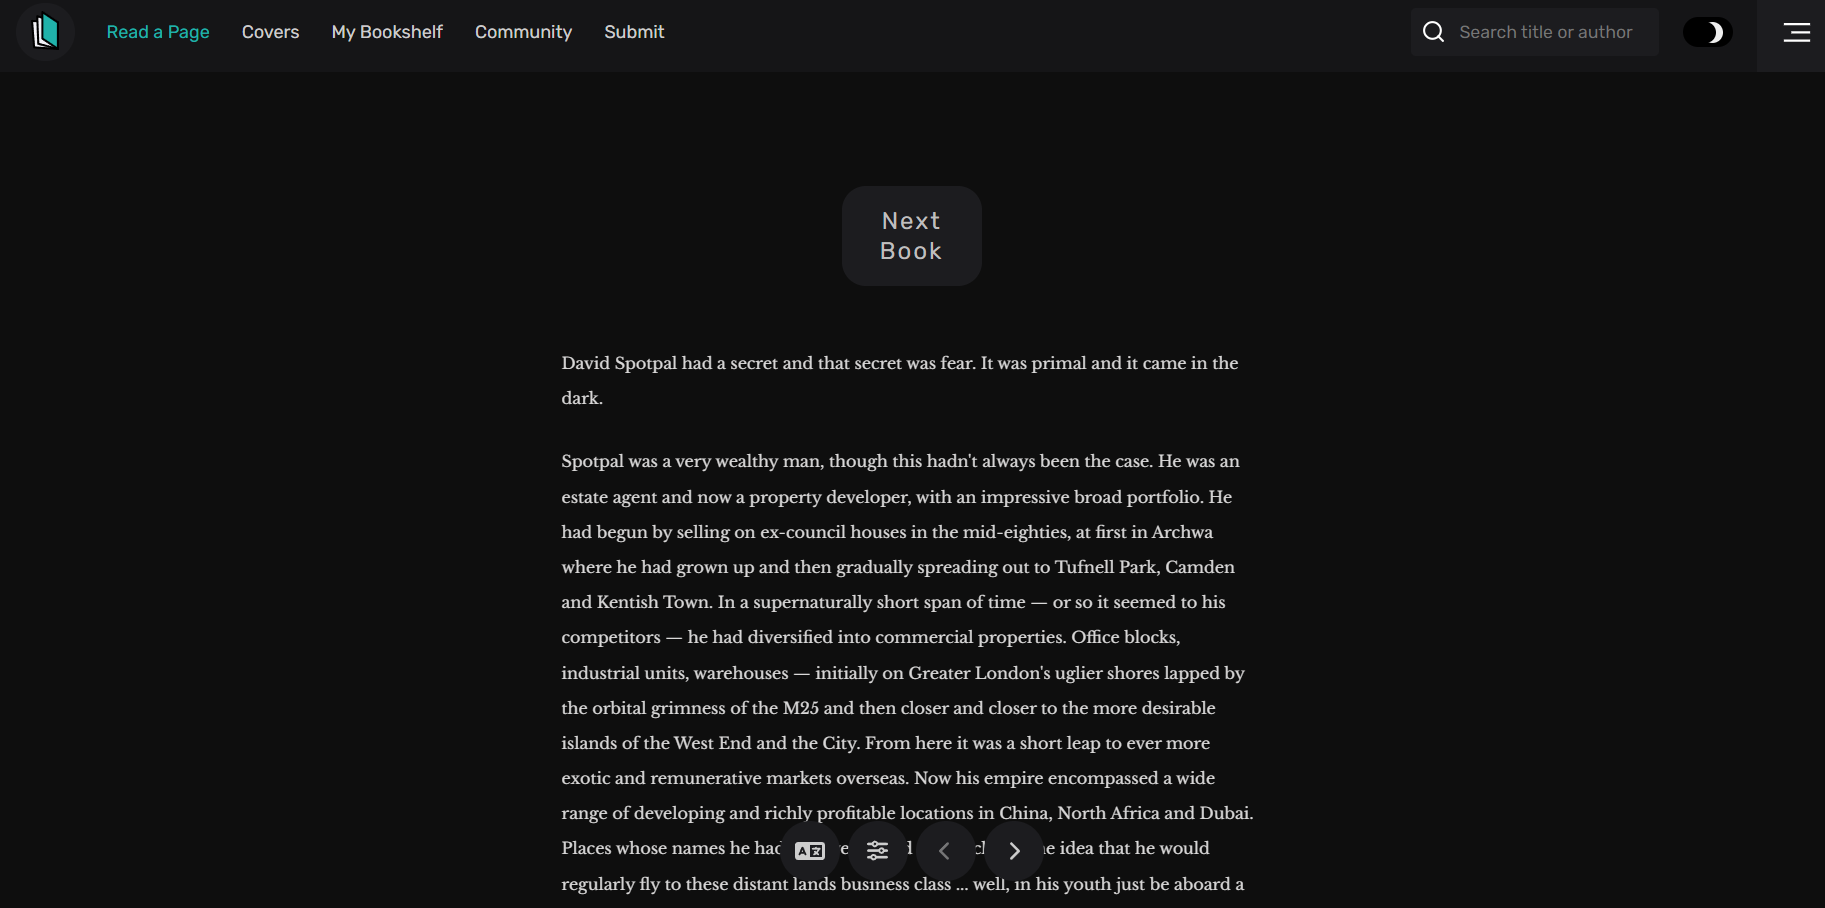 Read a Page Covers My Bookshelf Community Submit Search title or author
Next
Book
David Spotpal had a secret and that secret was fear. It was primal and it came in the
dark.
Spotpal was a very wealthy man, though this hadn't always been the case. He was an
estate agent and now a property developer, with an impressive broad portfolio. He
had begun by selling on ex-council houses in the mid-eighties, at first in Archwa
where he had grown up and then gradually spreading out to Tufnell Park, Camden
and Kentish Town. In a supernaturally short span of time — or so it seemed to his
competitors — he had diversified into commercial properties. Office blocks,
industrial units, warehouses — initially on Greater London's uglier shores lapped by
the orbital grimness of the M25 and then closer and closer to the more desirable
islands of the West End and the City. From here it was a short leap to ever more
exotic and remunerative markets overseas. Now his empire encompassed a wide
range of developing and richly profitable locations in China, North Africa and Dubai.
Places whose names he had idea that he would
regularly fly to these distant lands business class ... well, in his youth just be aboard a